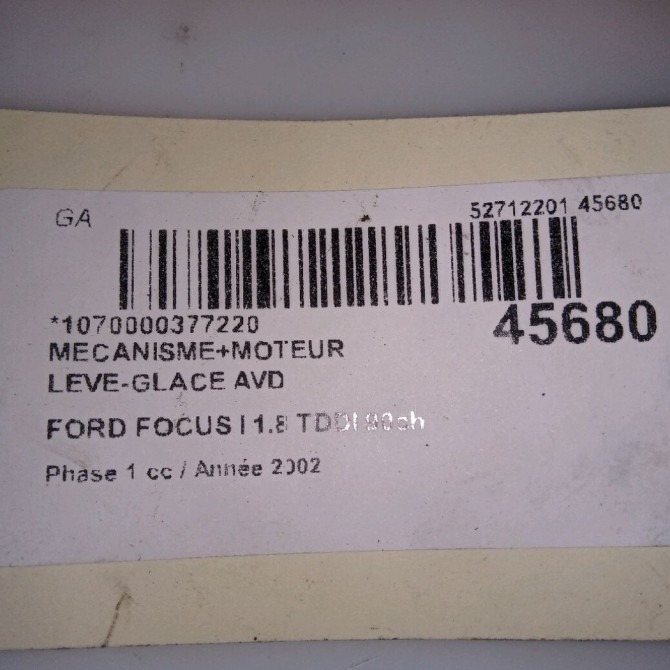 GA
52712201 45680
*1070000377220
45680
MECANISME+MOTEUR
LEVE-GLACE AVD
FORD FOCUS I 1.8 TDDI 90ch
Phase 1 cc / Année 2002